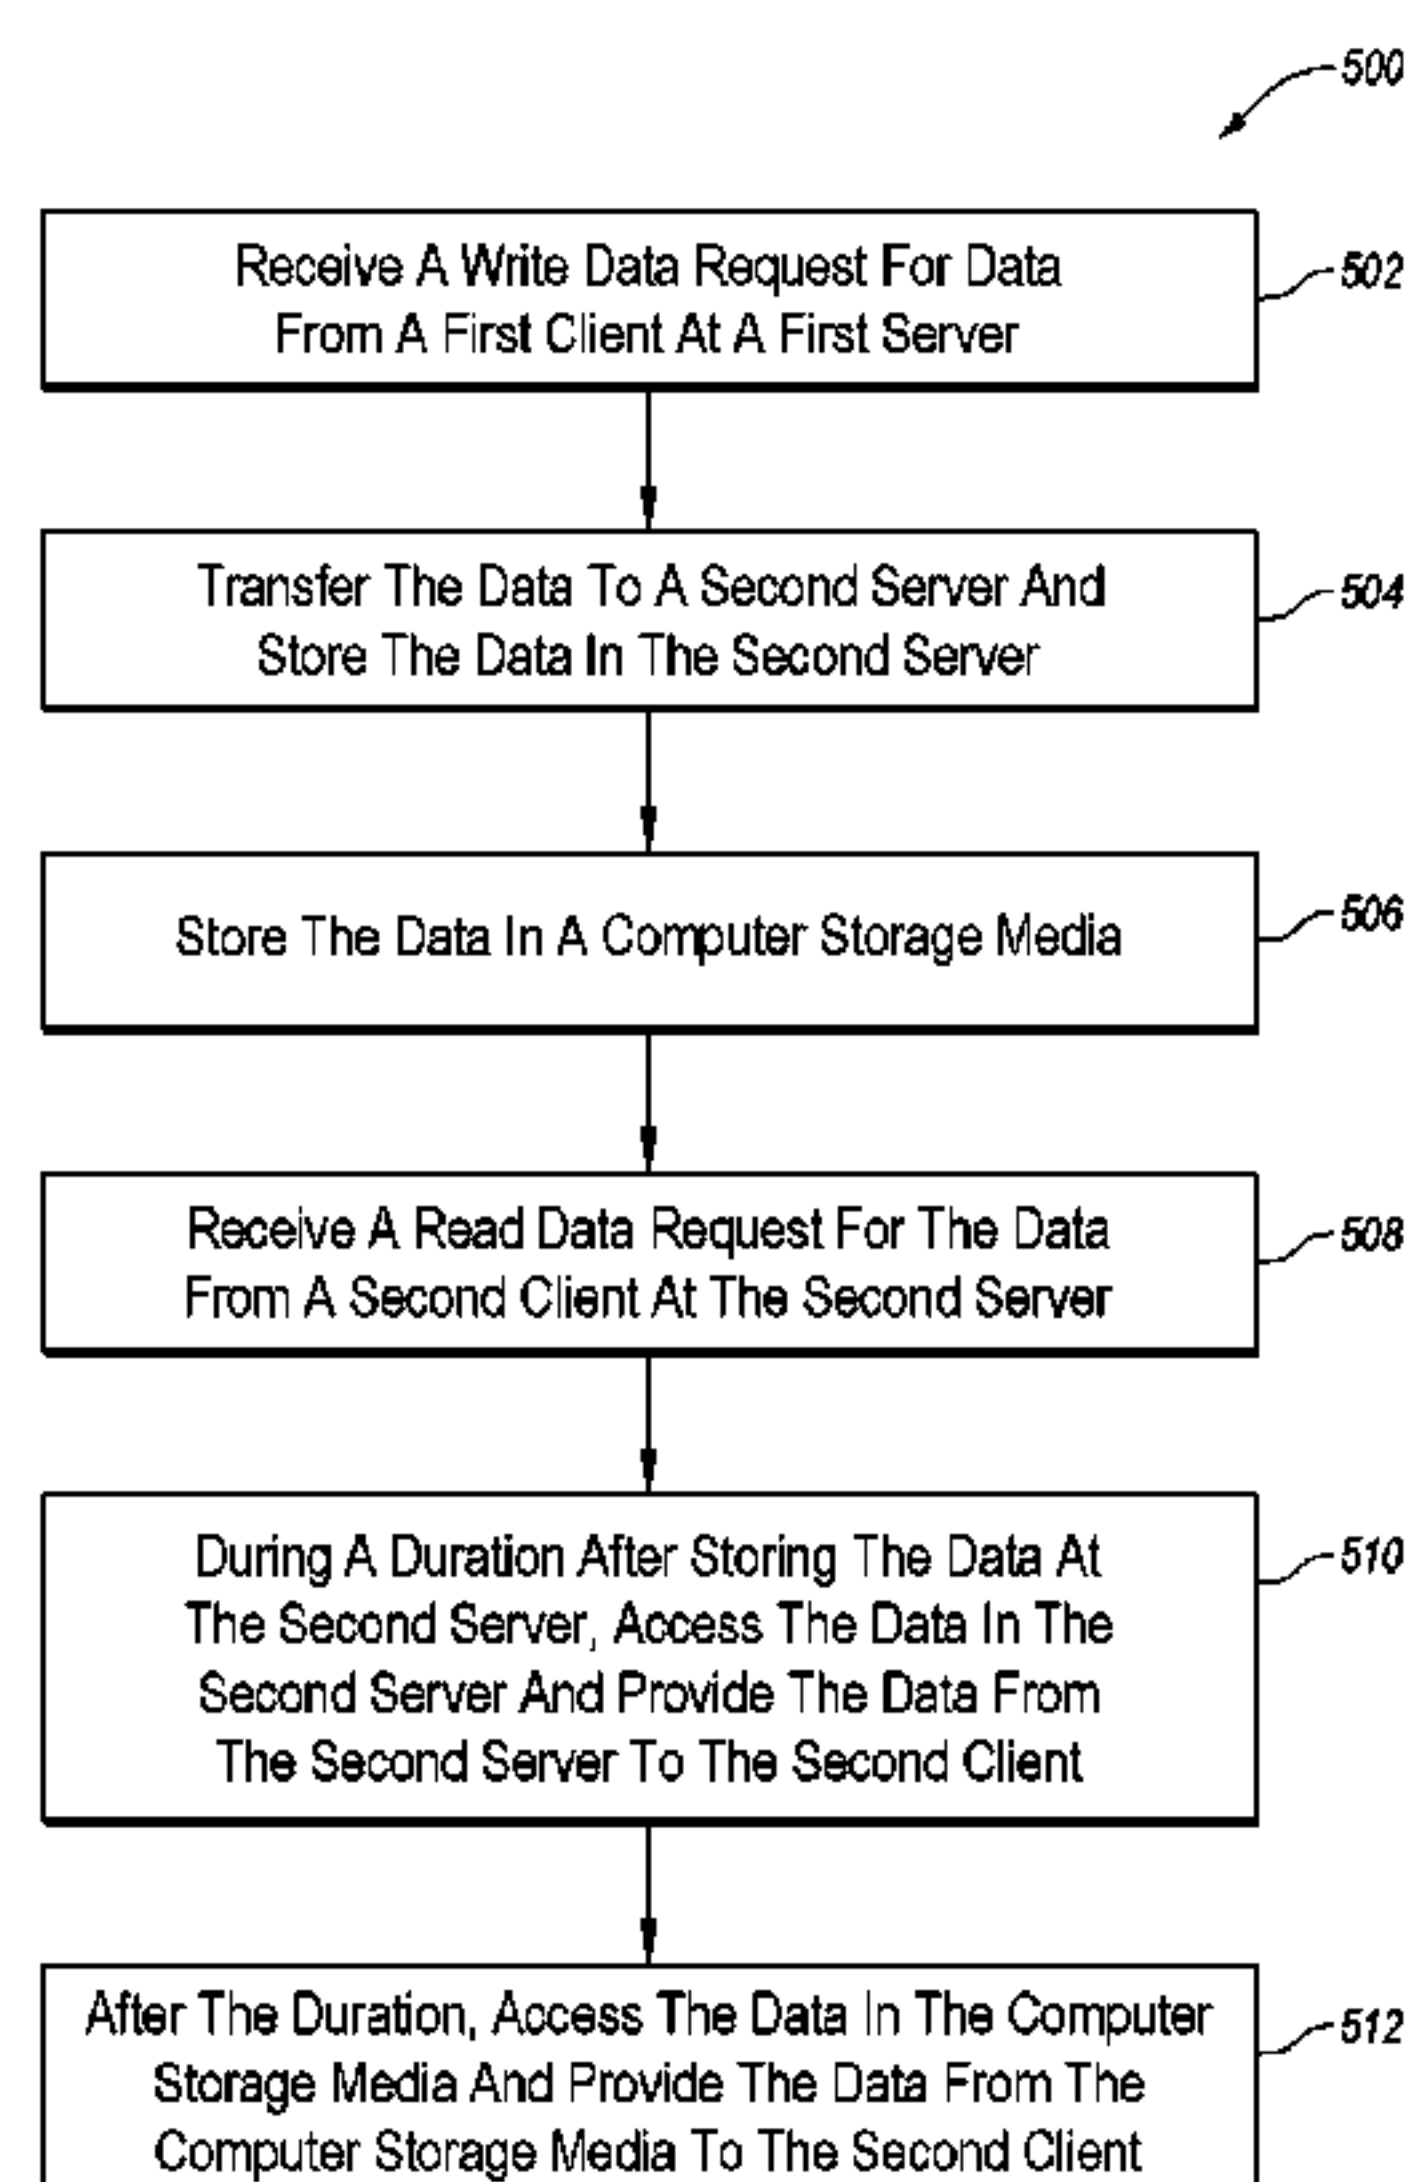 500
Receive A Write Data Request For Data
From A First Client At A First Server
502
Transfer The Data To A Second Server And
Store The Data In The Second Server
504
Store The Data In A Computer Storage Media
506
Receive A Read Data Request For The Data
From A Second Client At The Second Server
508
During A Duration After Storing The Data At
The Second Server, Access The Data In The
Second Server And Provide The Data From
The Second Server To The Second Client
510
After The Duration, Access The Data In The Computer
Storage Media And Provide The Data From The
Computer Storage Media To The Second Client
512